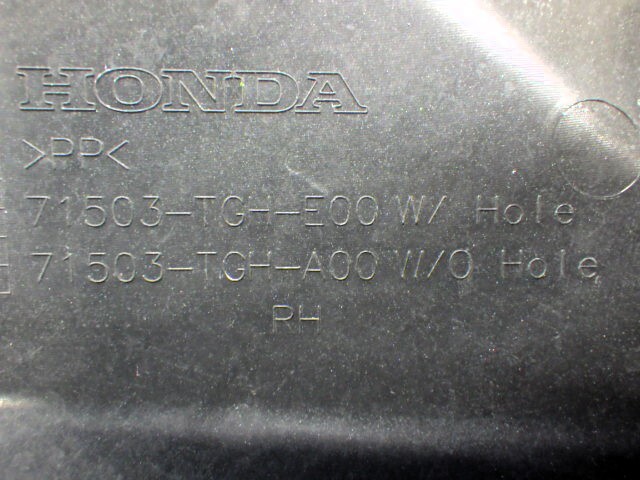 HONDA
>PP<
71503-TGH-E00 W/ Hole
71503-TGH-A00 W/O Hole
RH